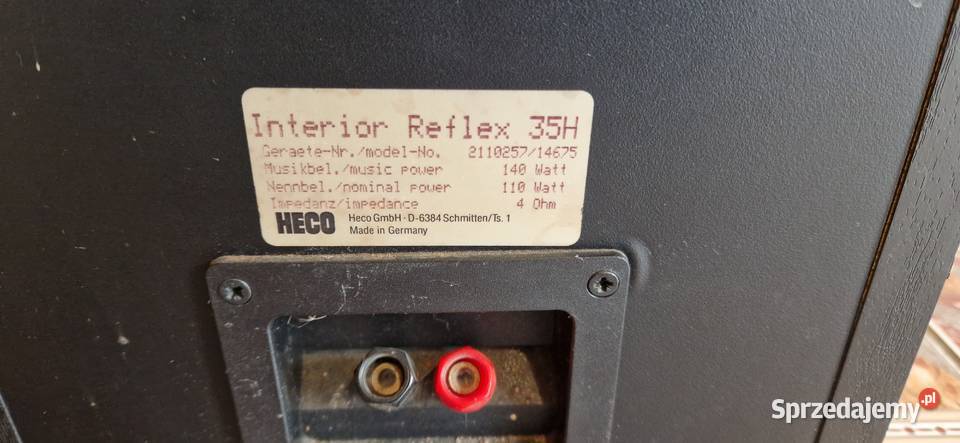 Interior Reflex 35H
Geraete-Nr./model-No. 2110257/14675
Musikbel./music power 140 Watt
Nennbel./nominal power 110 Watt
Impedanz/impedance 4 Ohm
HECO Heco GmbH · D-6384 Schmitten/Ts. 1
Made in Germany
Sprzedajemy.pl